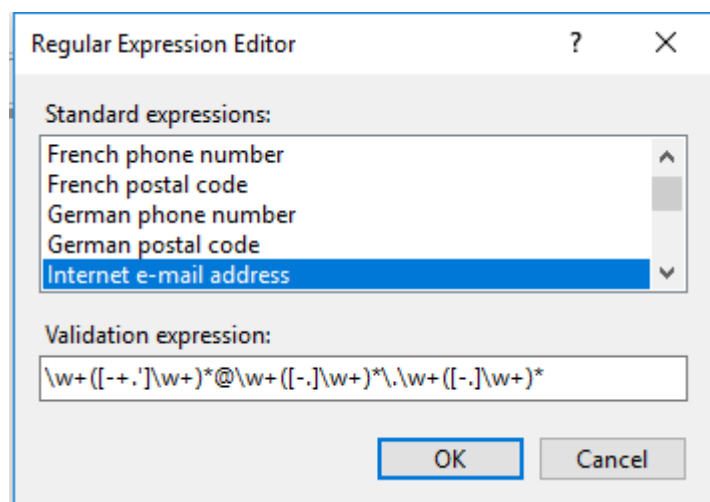 Regular Expression Editor ?
Standard expressions:
French phone number
French postal code
German phone number
German postal code
Internet e-mail address
Validation expression:
\w+([-+.']\w+)*@\w+([-.]\w+)*\.\w+([-.]\w+)*
OK Cancel